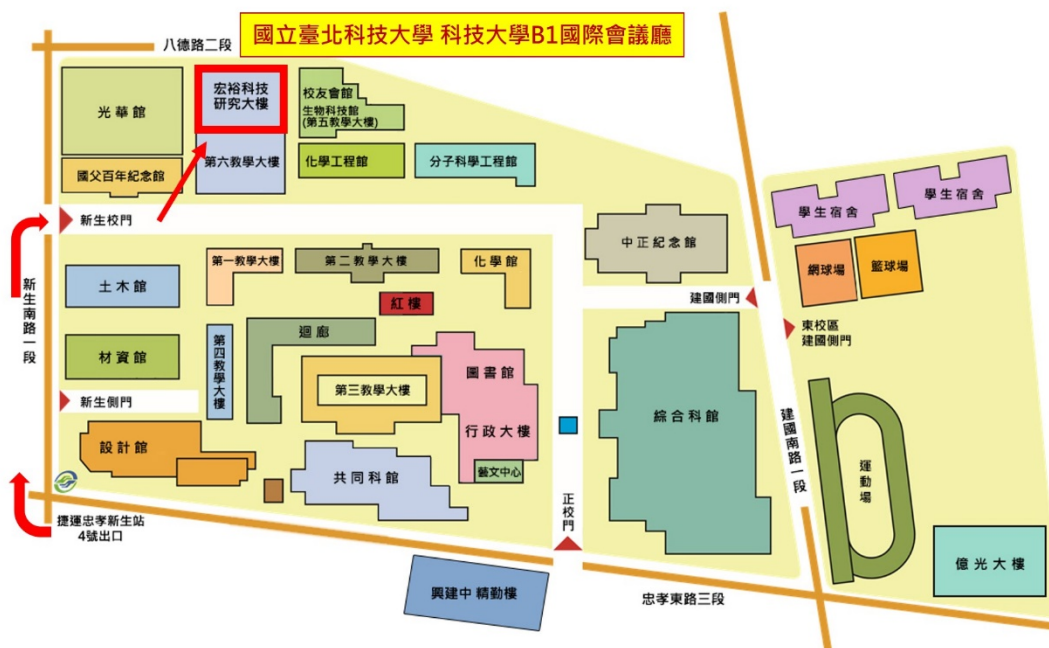 國立臺北科技大學 科技大學B1國際會議廳
八德路二段
光華館
宏裕科技
研究大樓
校友會館
生物科技館
(第五教學大樓)
國父百年紀念館
第六教學大樓
化學工程館
分子科學工程館
學生宿舍
學生宿舍
新生校門
中正紀念館
第一教學大樓
第二教學大樓
化學館
網球場
籃球場
土木館
紅樓
建國側門
東校區
建國側門
新生南路一段
迴廊
材資館
第四教學大樓
圖書館
第三教學大樓
新生側門
綜合科館
建國南路一段
行政大樓
設計館
藝文中心
共同科館
運動場
正校門
捷運忠孝新生站
4號出口
億光大樓
興建中 精勤樓
忠孝東路三段